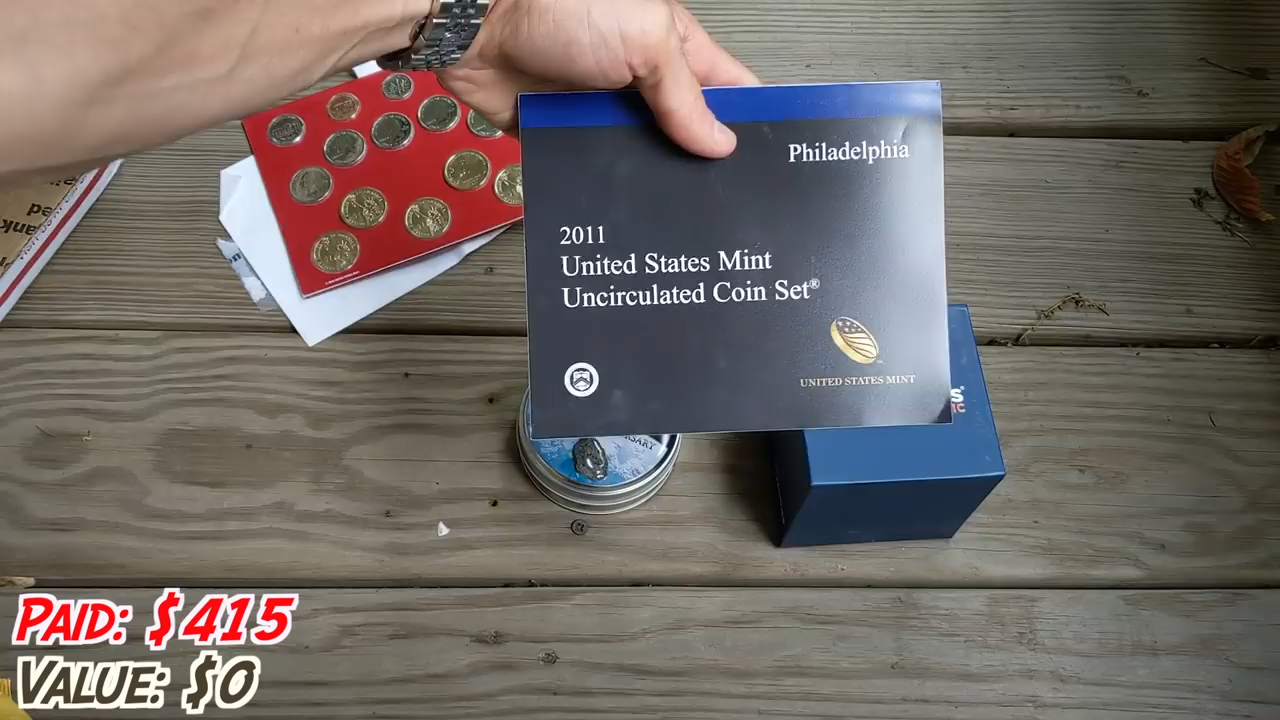 Philadelphia
2011
United States Mint
Uncirculated Coin Set®
UNITED STATES MINT
PAID: $415
VALUE: $0